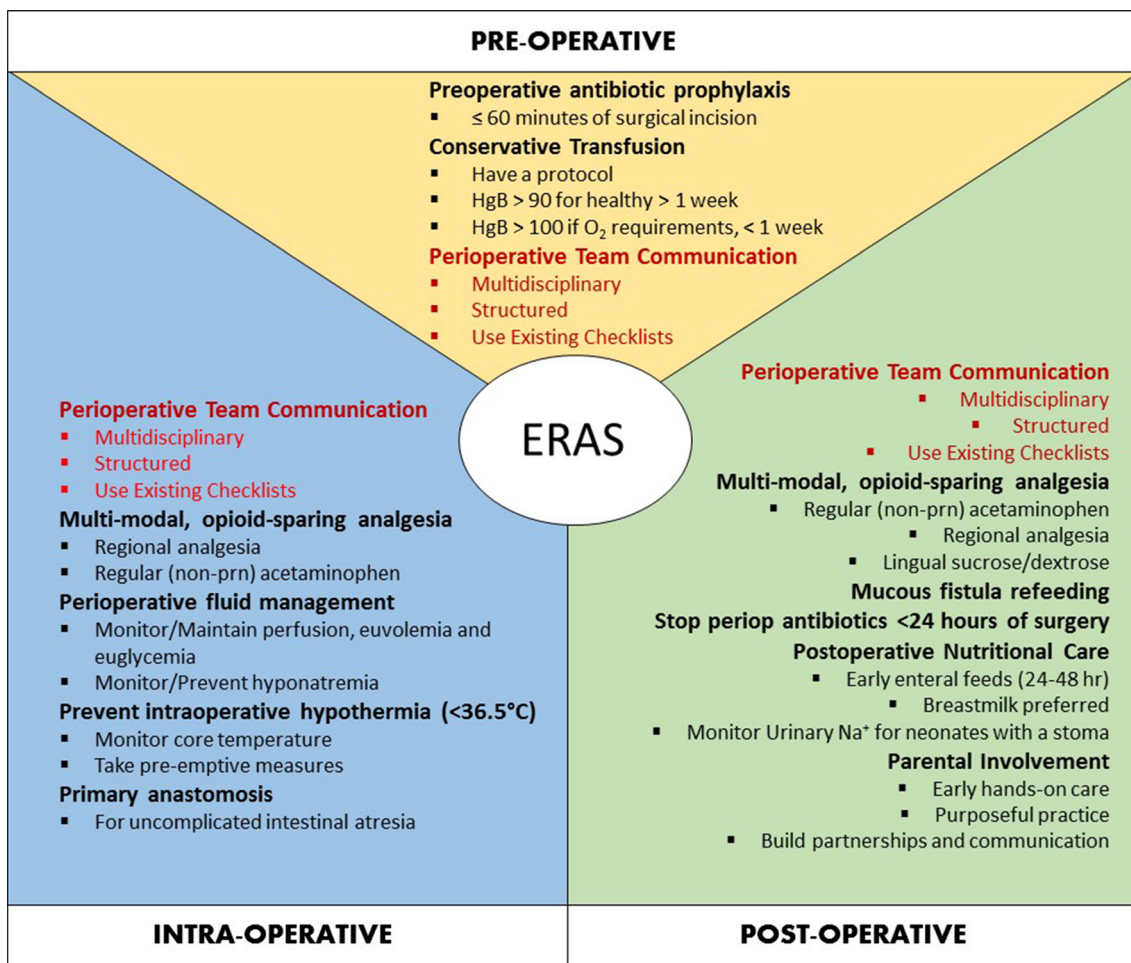 PRE-OPERATIVE
Preoperative antibiotic prophylaxis
▪ ≤ 60 minutes of surgical incision
Conservative Transfusion
▪ Have a protocol
▪ HgB > 90 for healthy > 1 week
▪ HgB > 100 if O₂ requirements, < 1 week
Perioperative Team Communication
▪ Multidisciplinary
▪ Structured
▪ Use Existing Checklists
ERAS
Perioperative Team Communication
▪ Multidisciplinary
▪ Structured
▪ Use Existing Checklists
Multi-modal, opioid-sparing analgesia
▪ Regional analgesia
▪ Regular (non-prn) acetaminophen
Perioperative fluid management
▪ Monitor/Maintain perfusion, euvolemia and
euglycemia
▪ Monitor/Prevent hyponatremia
Prevent intraoperative hypothermia (<36.5°C)
▪ Monitor core temperature
▪ Take pre-emptive measures
Primary anastomosis
▪ For uncomplicated intestinal atresia
INTRA-OPERATIVE
Perioperative Team Communication
▪ Multidisciplinary
▪ Structured
▪ Use Existing Checklists
Multi-modal, opioid-sparing analgesia
▪ Regular (non-prn) acetaminophen
▪ Regional analgesia
▪ Lingual sucrose/dextrose
Mucous fistula refeeding
Stop periop antibiotics <24 hours of surgery
Postoperative Nutritional Care
▪ Early enteral feeds (24-48 hr)
▪ Breastmilk preferred
▪ Monitor Urinary Na⁺ for neonates with a stoma
Parental Involvement
▪ Early hands-on care
▪ Purposeful practice
▪ Build partnerships and communication
POST-OPERATIVE